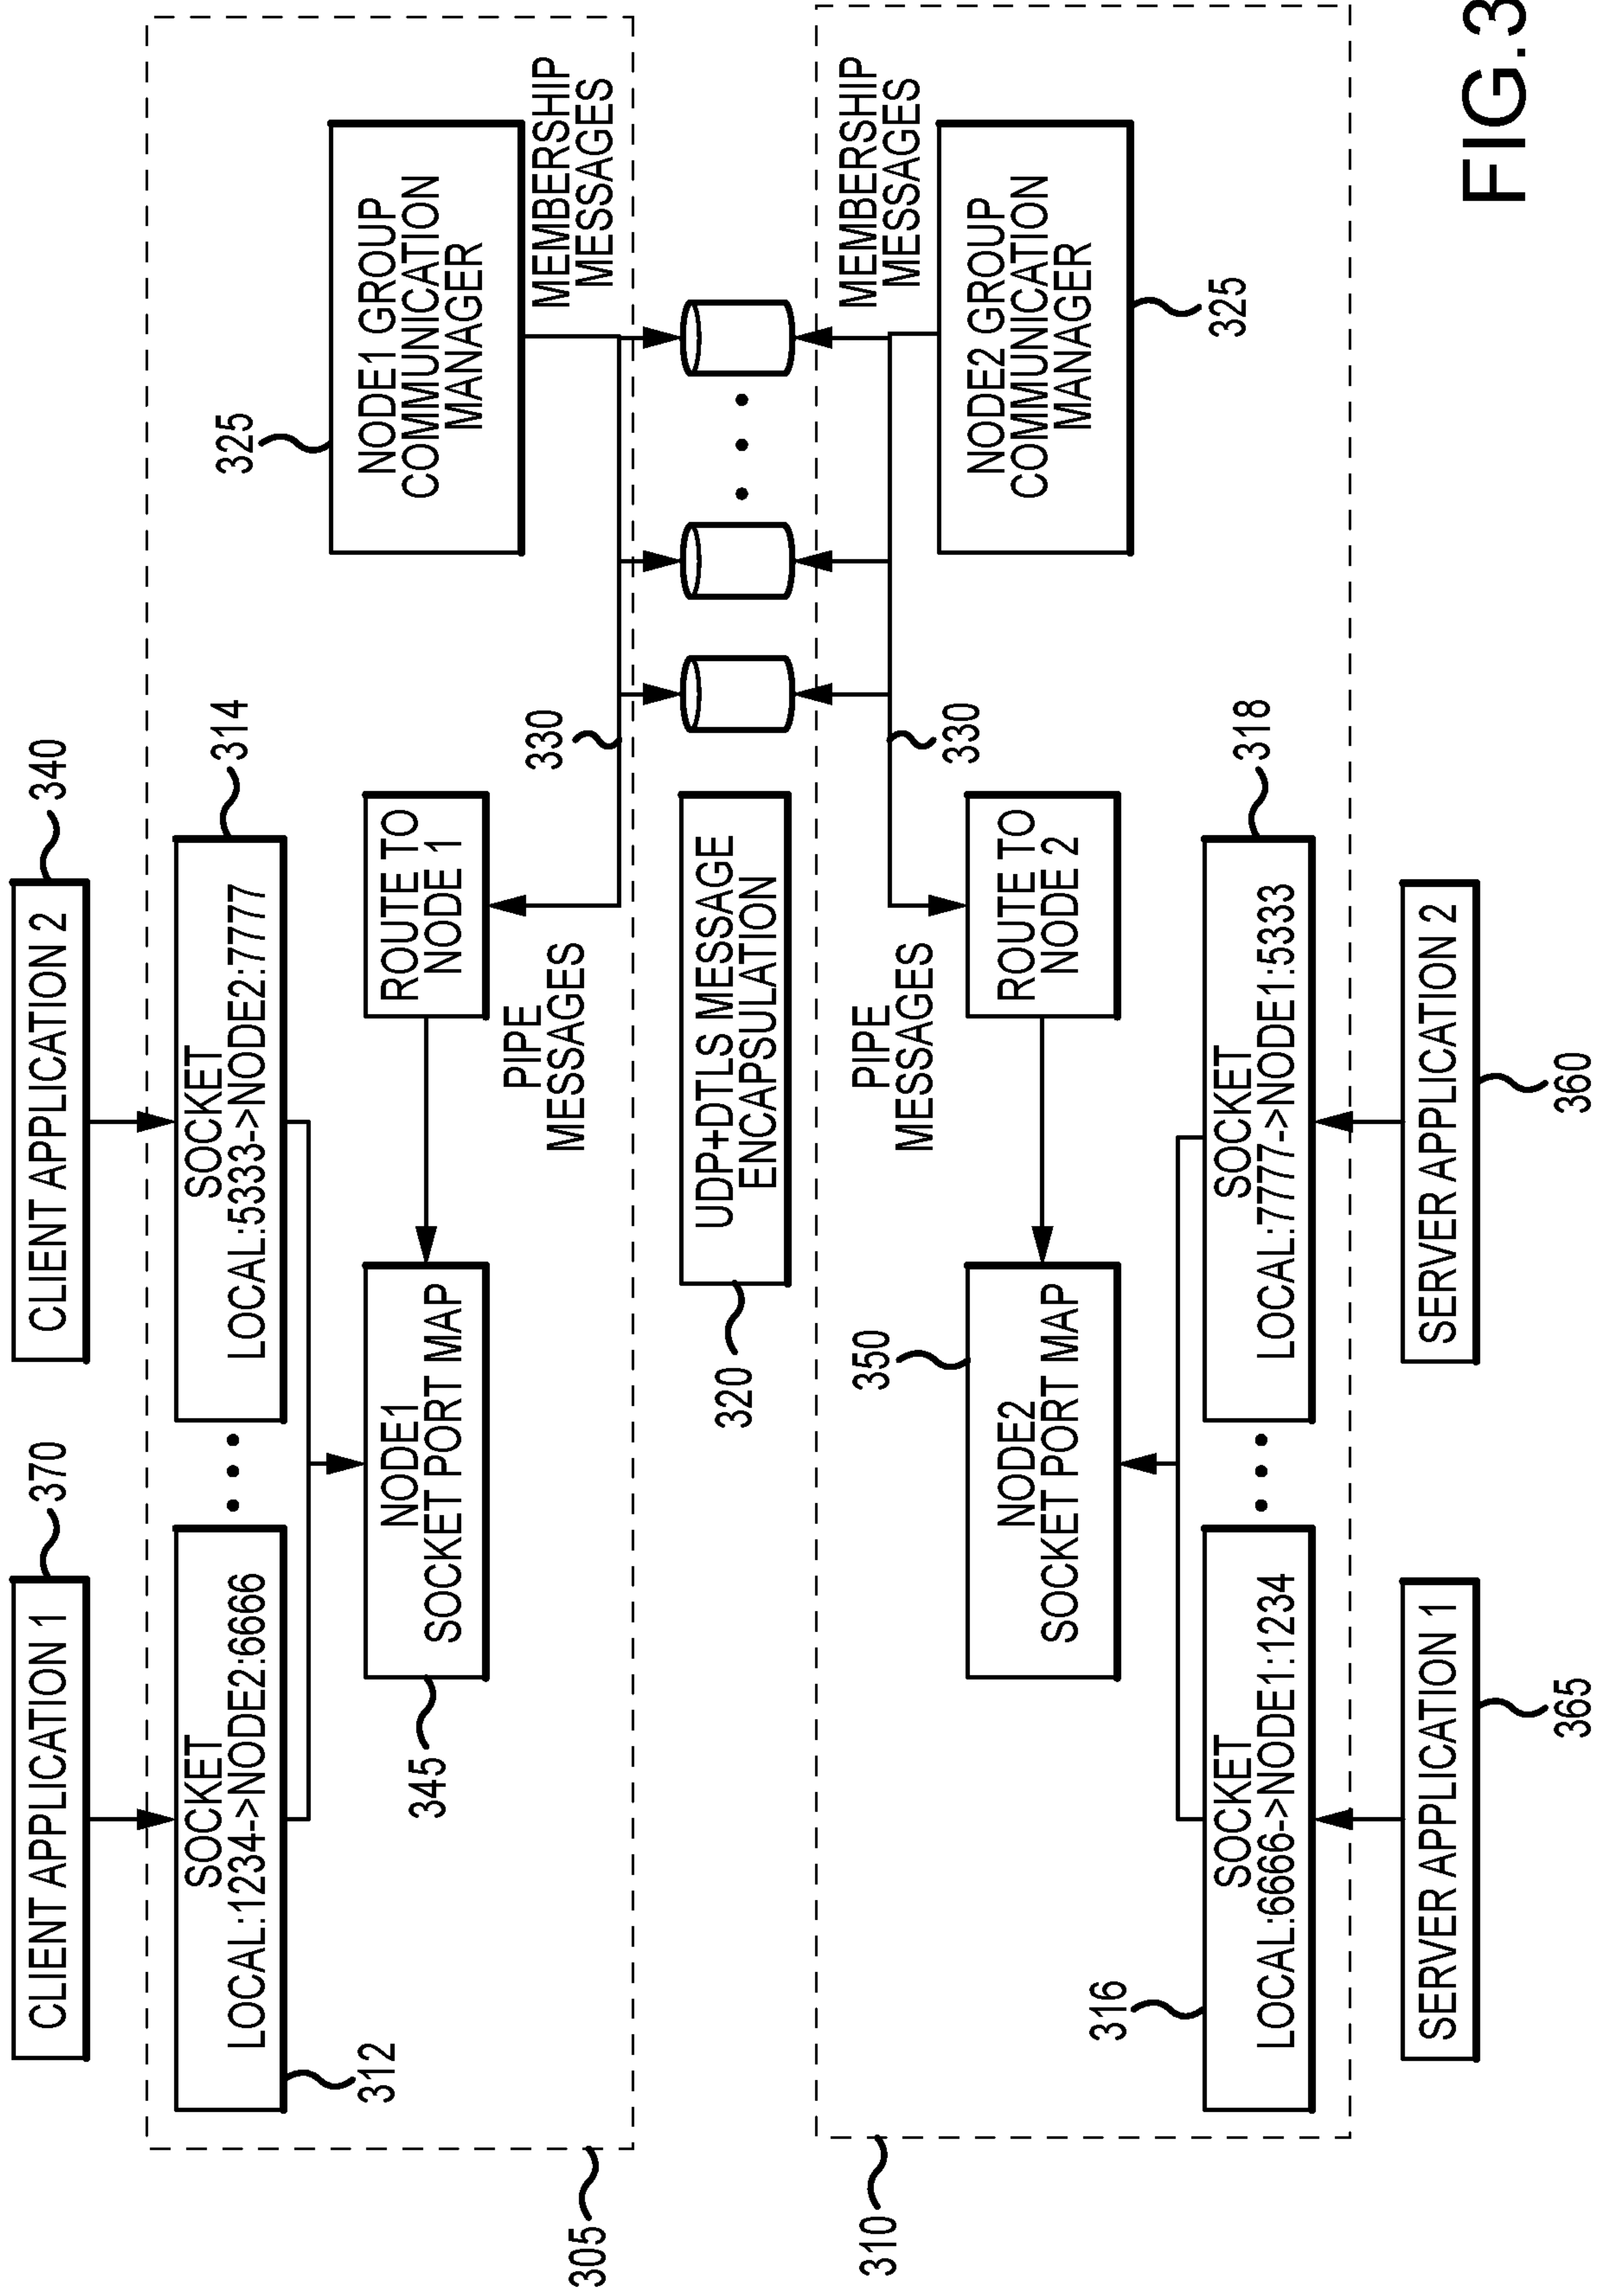 CLIENT APPLICATION 1
370
CLIENT APPLICATION 2
340
SOCKET
LOCAL:1234->NODE2:6666
312
SOCKET
LOCAL:5333->NODE2:7777
314
NODE1
SOCKET PORT MAP
345
ROUTE TO
NODE 1
325
NODE1 GROUP
COMMUNICATION
MANAGER
PIPE
MESSAGES
330
MEMBERSHIP
MESSAGES
305
UDP+DTLS MESSAGE
ENCAPSULATION
320
310
PIPE
MESSAGES
330
MEMBERSHIP
MESSAGES
350
NODE2
SOCKET PORT MAP
ROUTE TO
NODE 2
NODE2 GROUP
COMMUNICATION
MANAGER
325
316
SOCKET
LOCAL:6666->NODE1:1234
SOCKET
LOCAL:7777->NODE1:5333
318
SERVER APPLICATION 1
365
SERVER APPLICATION 2
360
FIG.3